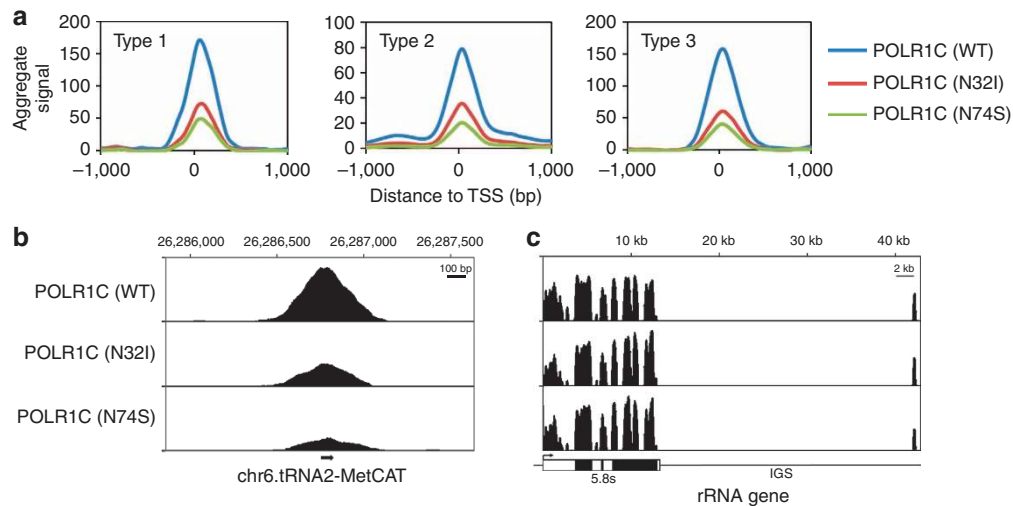 a
Aggregate
signal
200
150
100
50
0
Type 1
−1,000 0 1,000
100
80
60
40
20
0
Type 2
−1,000 0 1,000
200
150
100
50
0
Type 3
−1,000 0 1,000
Distance to TSS (bp)
POLR1C (WT)
POLR1C (N32I)
POLR1C (N74S)
b
26,286,000 26,286,500 26,287,000 26,287,500
100 bp
POLR1C (WT)
POLR1C (N32I)
POLR1C (N74S)
chr6.tRNA2-MetCAT
c
10 kb 20 kb 30 kb 40 kb
2 kb
5.8s
IGS
rRNA gene